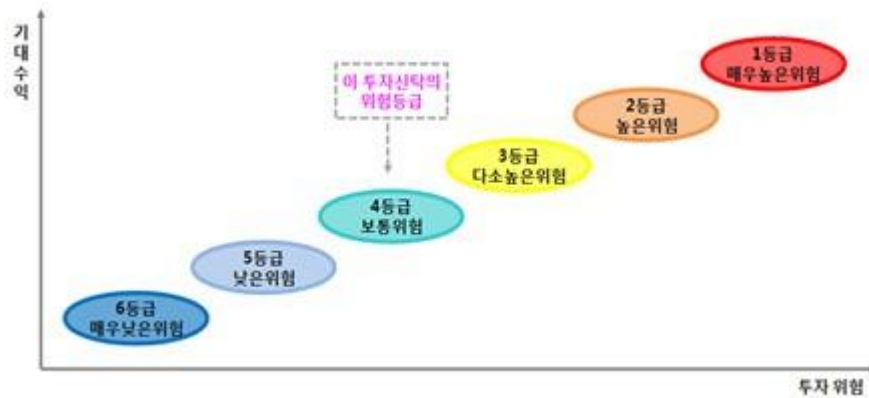 기대수익
이 투자신탁의
위험등급
1등급
매우높은위험
2등급
높은위험
3등급
다소높은위험
4등급
보통위험
5등급
낮은위험
6등급
매우낮은위험
투자 위험